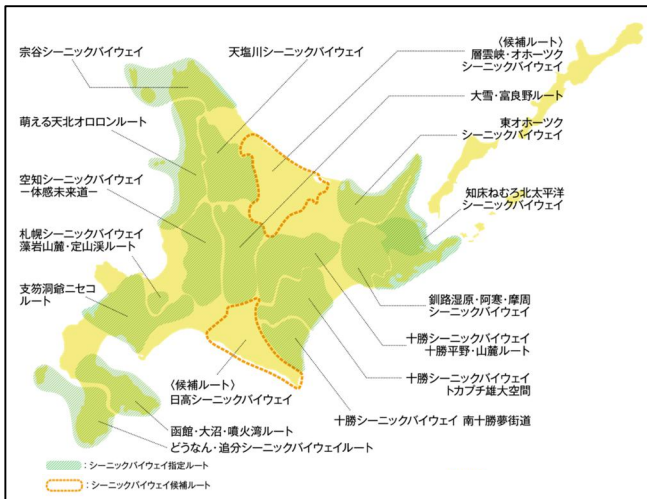 宗谷シーニックバイウェイ
天塩川シーニックバイウェイ
〈候補ルート〉
層雲峡・オホーツク
シーニックバイウェイ
萌える天北オロロンルート
大雪・富良野ルート
東オホーツク
シーニックバイウェイ
空知シーニックバイウェイ
－体感未来道－
知床ねむろ北太平洋
シーニックバイウェイ
札幌シーニックバイウェイ
藻岩山麓・定山渓ルート
支笏洞爺ニセコ
ルート
釧路湿原・阿寒・摩周
シーニックバイウェイ
十勝シーニックバイウェイ
十勝平野・山麓ルート
〈候補ルート〉
日高シーニックバイウェイ
十勝シーニックバイウェイ
トカプチ雄大空間
十勝シーニックバイウェイ 南十勝夢街道
函館・大沼・噴火湾ルート
どうなん・追分シーニックバイウェイルート
：シーニックバイウェイ指定ルート
：シーニックバイウェイ候補ルート